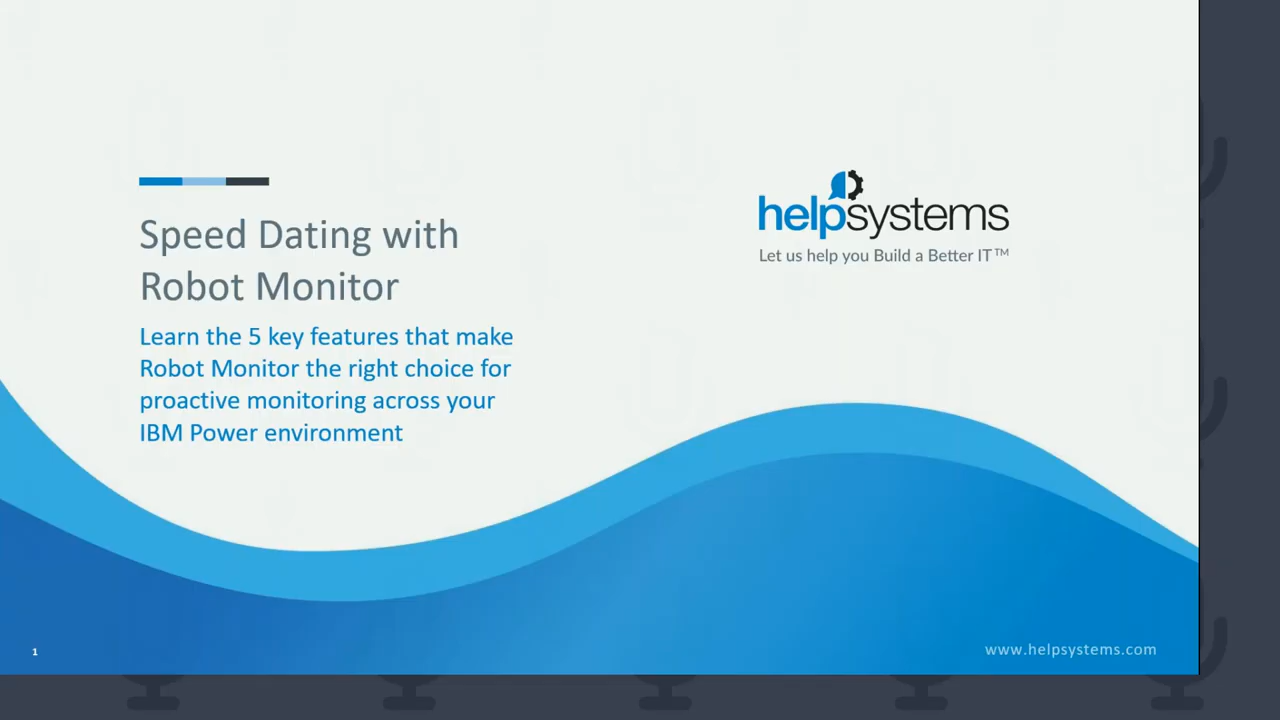 Speed Dating with
Robot Monitor
Learn the 5 key features that make
Robot Monitor the right choice for
proactive monitoring across your
IBM Power environment
helpsystems
Let us help you Build a Better IT™
1
www.helpsystems.com